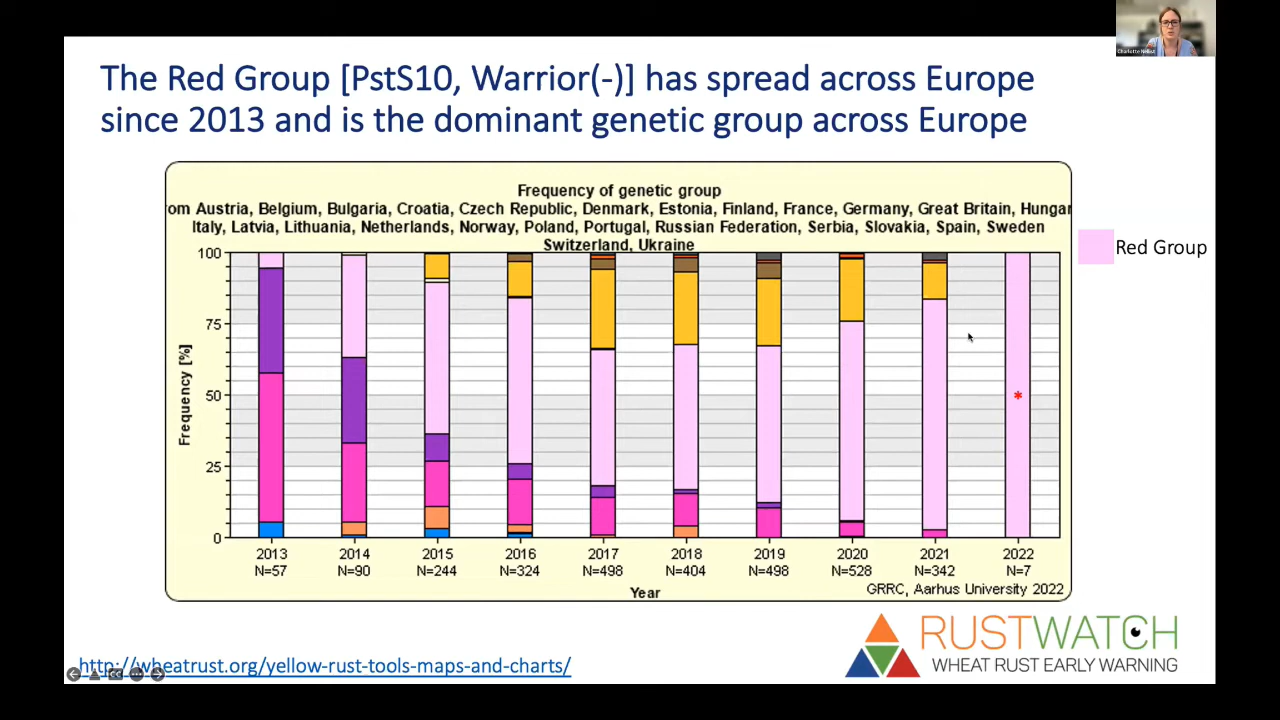 Charlotte Nellist
The Red Group [PstS10, Warrior(-)] has spread across Europe
since 2013 and is the dominant genetic group across Europe
Frequency of genetic group
om Austria, Belgium, Bulgaria, Croatia, Czech Republic, Denmark, Estonia, Finland, France, Germany, Great Britain, Hungar
Italy, Latvia, Lithuania, Netherlands, Norway, Poland, Portugal, Russian Federation, Serbia, Slovakia, Spain, Sweden
Switzerland, Ukraine
Red Group
100
75
50
25
0
Frequency [%]
*
2013 2014 2015 2016 2017 2018 2019 2020 2021 2022
N=57 N=90 N=244 N=324 N=498 N=404 N=498 N=528 N=342 N=7
Year
GRRC, Aarhus University 2022
RUSTWATCH
WHEAT RUST EARLY WARNING
http://wheatrust.org/yellow-rust-tools-maps-and-charts/